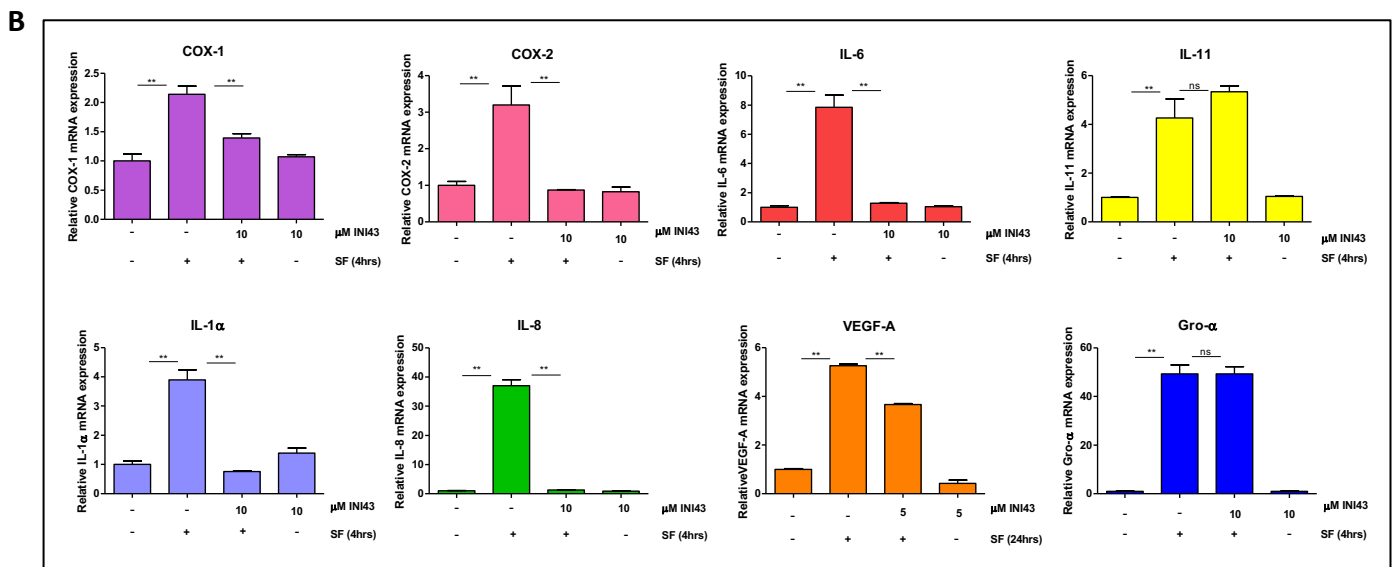 B
COX-1
Relative COX-1 mRNA expression
2.5
2.0
1.5
1.0
0.5
0.0
** **
- - 10 10 μM INI43
- + + - SF (4hrs)
COX-2
Relative COX-2 mRNA expression
4
3
2
1
0
** **
- - 10 10 μM INI43
- + + - SF (4hrs)
IL-6
Relative IL-6 mRNA expression
10
8
6
4
2
0
** **
- - 10 10 μM INI43
- + + - SF (4hrs)
IL-11
Relative IL-11 mRNA expression
6
4
2
0
** ns
- - 10 10 μM INI43
- + + - SF (4hrs)
IL-1α
Relative IL-1α mRNA expression
5
4
3
2
1
0
** **
- - 10 10 μM INI43
- + + - SF (4hrs)
IL-8
Relative IL-8 mRNA expression
50
40
30
20
10
0
** **
- - 10 10 μM INI43
- + + - SF (4hrs)
VEGF-A
RelativeVEGF-A mRNA expression
6
4
2
0
** **
- - 5 5 μM INI43
- + + - SF (24hrs)
Gro-α
Relative Gro-α mRNA expression
60
40
20
0
** ns
- - 10 10 μM INI43
- + + - SF (4hrs)